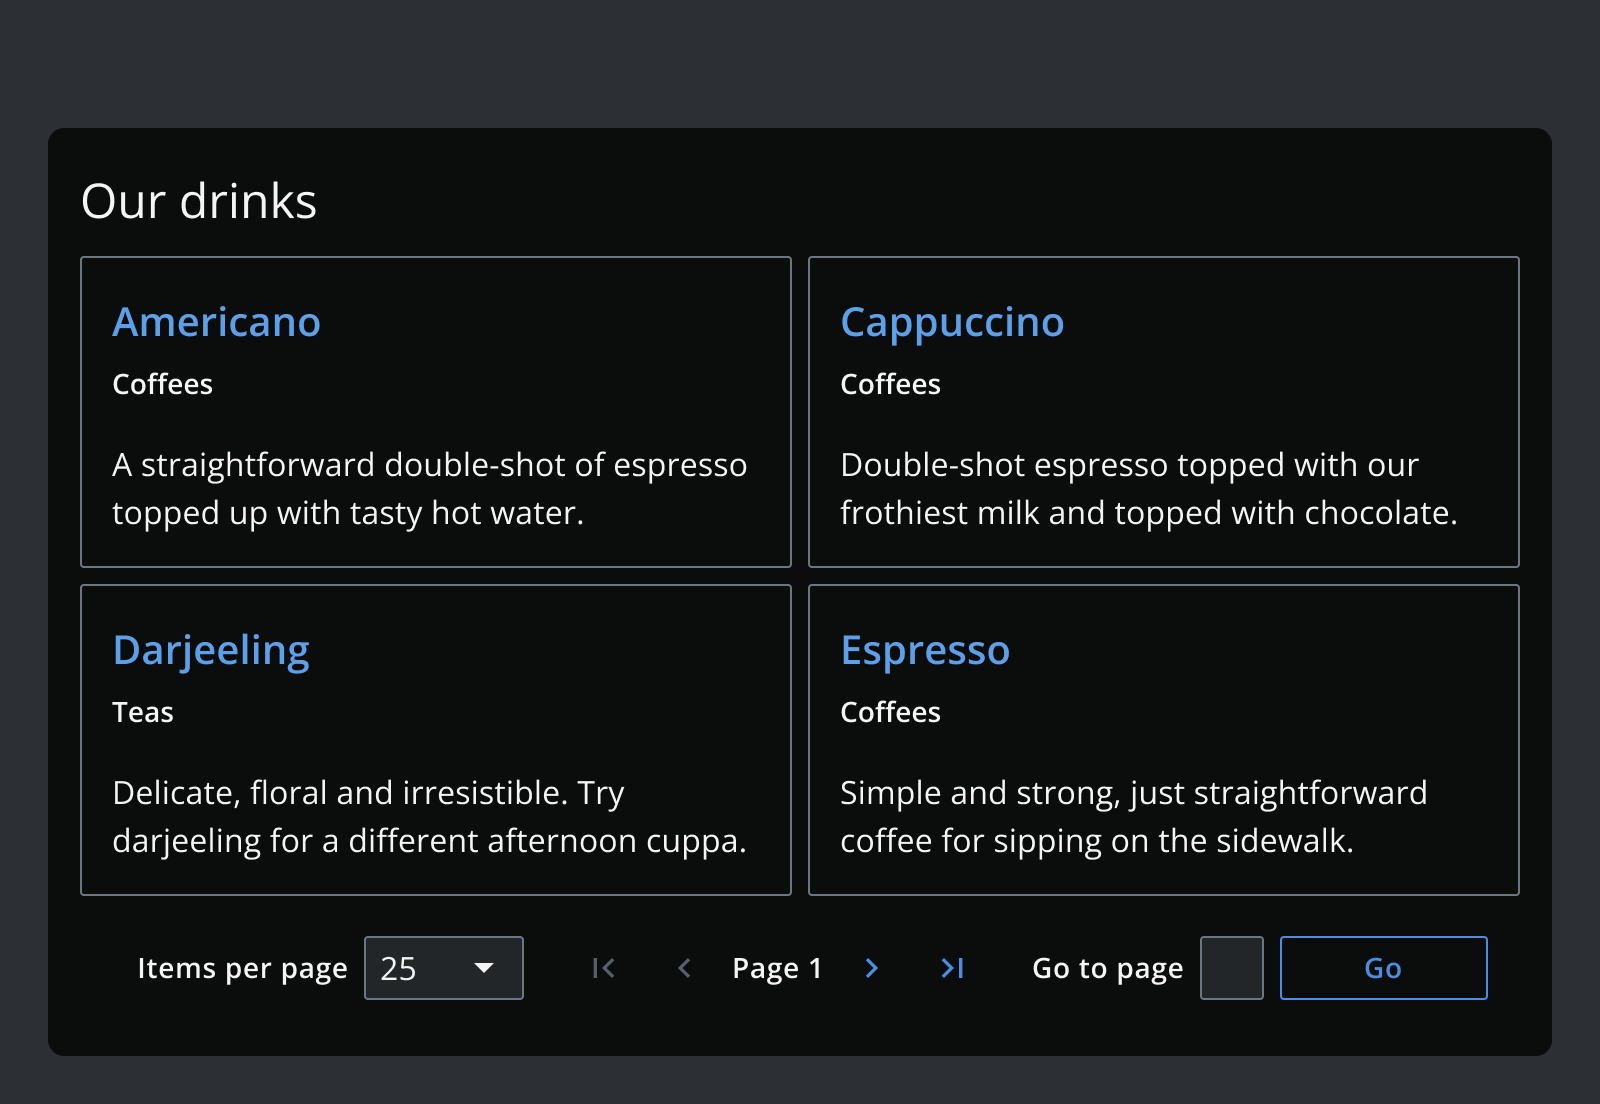 Our drinks
Americano
Coffees
A straightforward double-shot of espresso
topped up with tasty hot water.
Cappuccino
Coffees
Double-shot espresso topped with our
frothiest milk and topped with chocolate.
Darjeeling
Teas
Delicate, floral and irresistible. Try
darjeeling for a different afternoon cuppa.
Espresso
Coffees
Simple and strong, just straightforward
coffee for sipping on the sidewalk.
Items per page 25 Page 1 Go to page Go